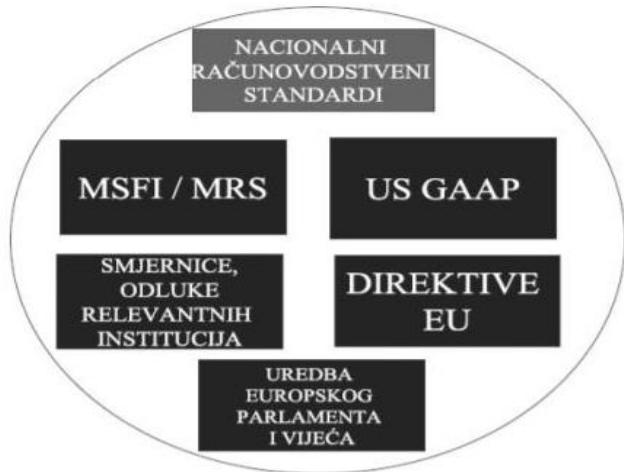 NACIONALNI
RAČUNOVODSTVENI
STANDARDI
MSFI / MRS
US GAAP
SMJERNICE,
ODLUKE
RELEVANTNIH
INSTITUCIJA
DIREKTIVE
EU
UREDBA
EUROPSKOG
PARLAMENTA
I VIJEĆA